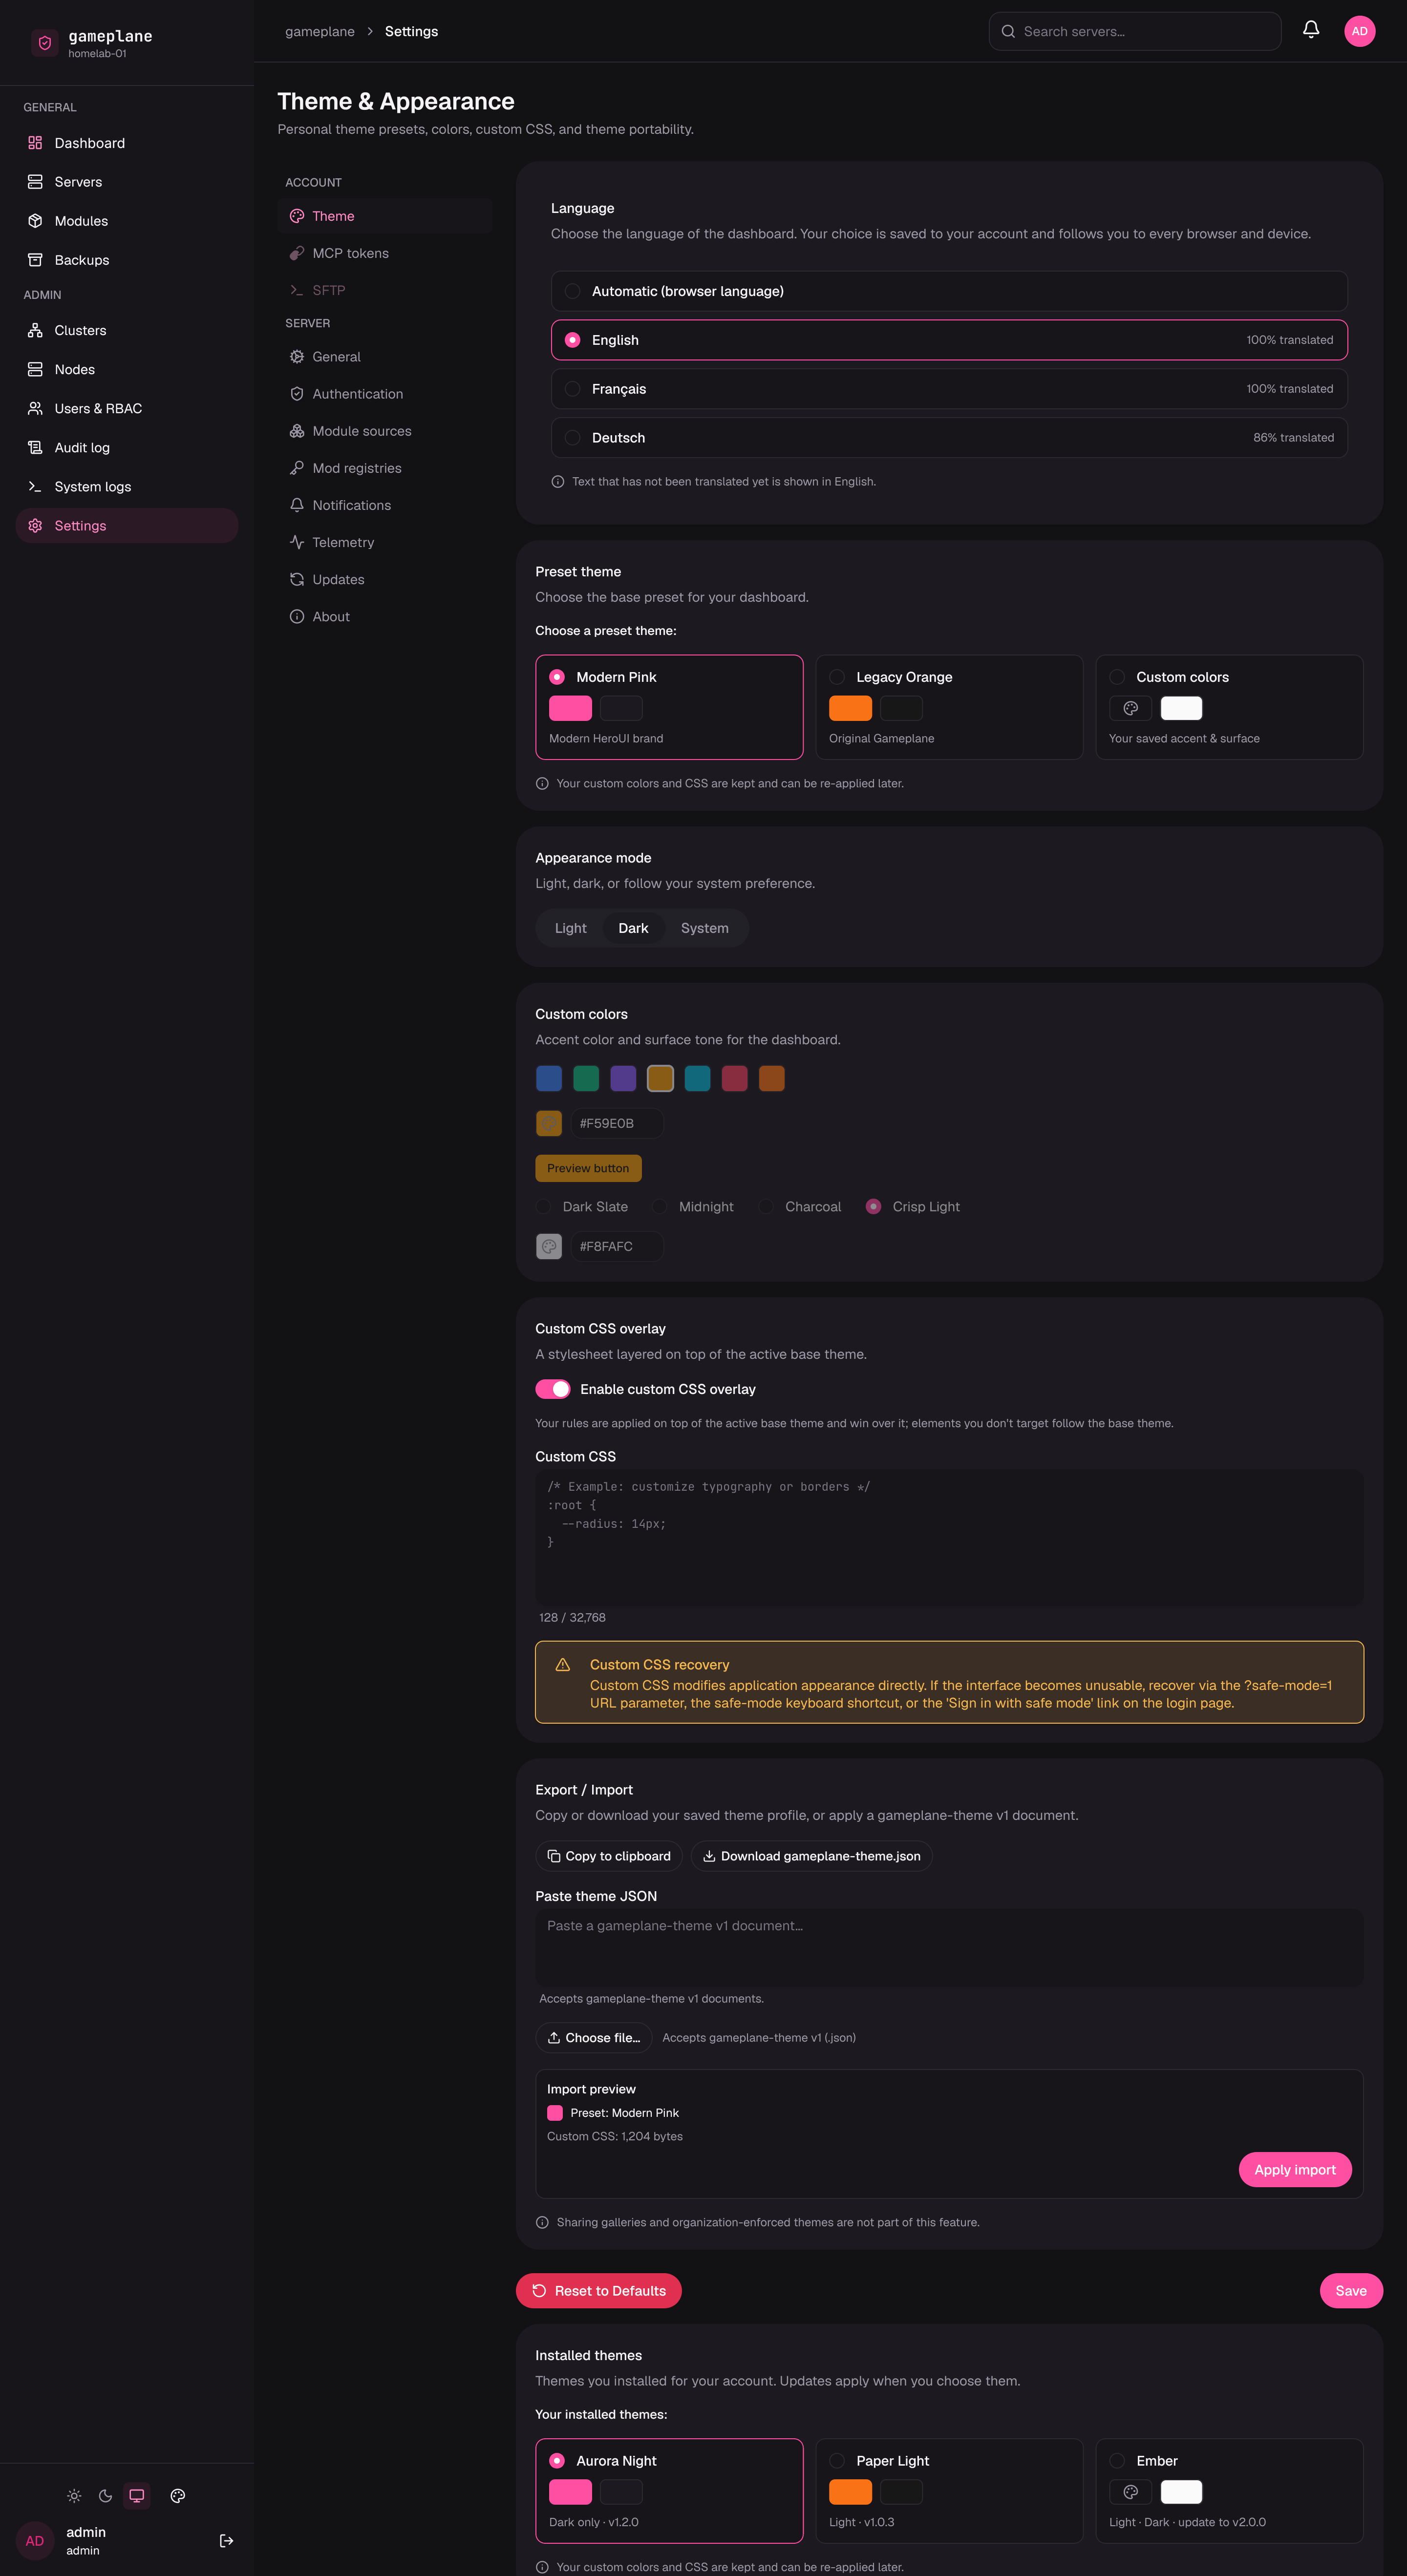 gameplane
homelab-01
GENERAL
Dashboard
Servers
Modules
Backups
ADMIN
Clusters
Nodes
Users & RBAC
Audit log
System logs
Settings
AD
admin
admin
gameplane
Settings
Search servers...
AD
Theme & Appearance
Personal theme presets, colors, custom CSS, and theme portability.
ACCOUNT
Theme
MCP tokens
SFTP
SERVER
General
Authentication
Module sources
Mod registries
Notifications
Telemetry
Updates
About
Language
Choose the language of the dashboard. Your choice is saved to your account and follows you to every browser and device.
Automatic (browser language)
English 100% translated
Français 100% translated
Deutsch 86% translated
Text that has not been translated yet is shown in English.
Preset theme
Choose the base preset for your dashboard.
Choose a preset theme:
Modern Pink
Modern HeroUI brand
Legacy Orange
Original Gameplane
Custom colors
Your saved accent & surface
Your custom colors and CSS are kept and can be re-applied later.
Appearance mode
Light, dark, or follow your system preference.
Light Dark System
Custom colors
Accent color and surface tone for the dashboard.
#F59E0B
Preview button
Dark Slate Midnight Charcoal Crisp Light
#F8FAFC
Custom CSS overlay
A stylesheet layered on top of the active base theme.
Enable custom CSS overlay
Your rules are applied on top of the active base theme and win over it; elements you don't target follow the base theme.
Custom CSS
/* Example: customize typography or borders */
:root {
  --radius: 14px;
}
128 / 32,768
Custom CSS recovery
Custom CSS modifies application appearance directly. If the interface becomes unusable, recover via the ?safe-mode=1
URL parameter, the safe-mode keyboard shortcut, or the 'Sign in with safe mode' link on the login page.
Export / Import
Copy or download your saved theme profile, or apply a gameplane-theme v1 document.
Copy to clipboard Download gameplane-theme.json
Paste theme JSON
Paste a gameplane-theme v1 document...
Accepts gameplane-theme v1 documents.
Choose file... Accepts gameplane-theme v1 (.json)
Import preview
Preset: Modern Pink
Custom CSS: 1,204 bytes
Apply import
Sharing galleries and organization-enforced themes are not part of this feature.
Reset to Defaults Save
Installed themes
Themes you installed for your account. Updates apply when you choose them.
Your installed themes:
Aurora Night
Dark only · v1.2.0
Paper Light
Light · v1.0.3
Ember
Light · Dark · update to v2.0.0
Your custom colors and CSS are kept and can be re-applied later.